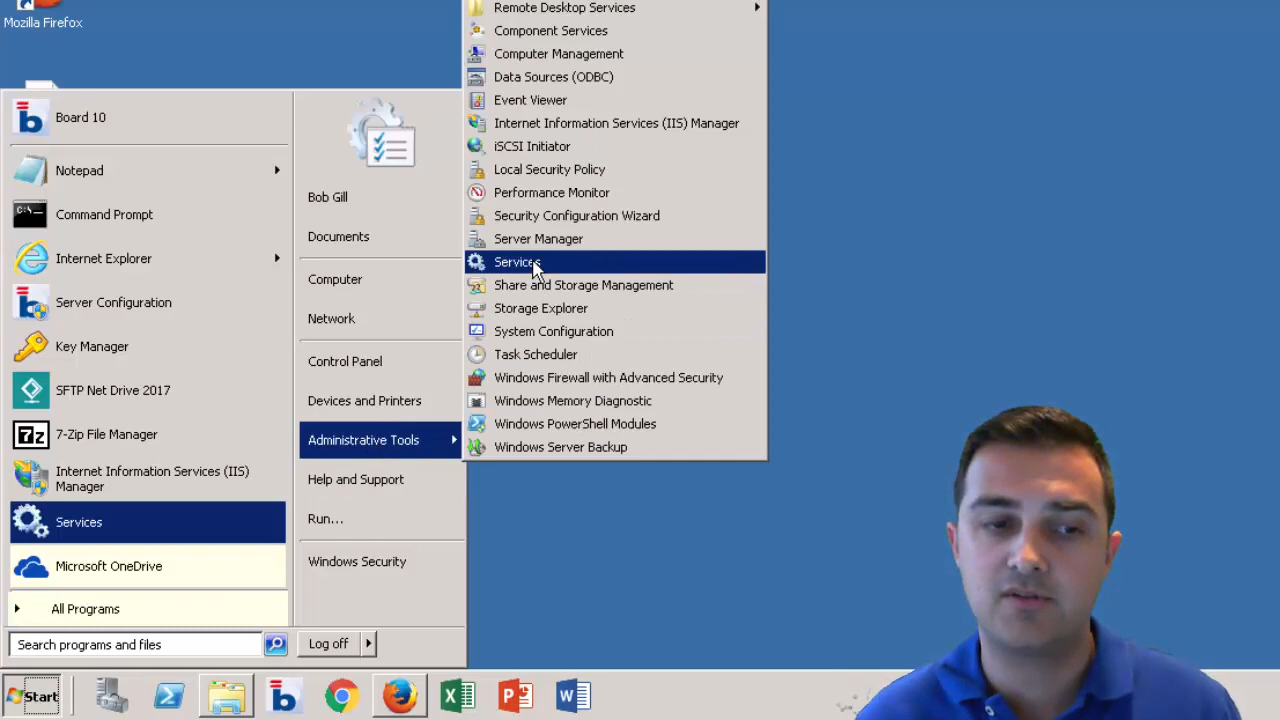 Mozilla Firefox
Board 10
Notepad
Command Prompt
C:\_
Internet Explorer
Server Configuration
Key Manager
SFTP Net Drive 2017
7z
7-Zip File Manager
Internet Information Services (IIS)
Manager
Services
Microsoft OneDrive
All Programs
Search programs and files
Bob Gill
Documents
Computer
Network
Control Panel
Devices and Printers
Administrative Tools
Help and Support
Run...
Windows Security
Log off
Remote Desktop Services
Component Services
Computer Management
Data Sources (ODBC)
Event Viewer
Internet Information Services (IIS) Manager
iSCSI Initiator
Local Security Policy
Performance Monitor
Security Configuration Wizard
Server Manager
Services
Share and Storage Management
Storage Explorer
System Configuration
Task Scheduler
Windows Firewall with Advanced Security
Windows Memory Diagnostic
Windows PowerShell Modules
Windows Server Backup
Start